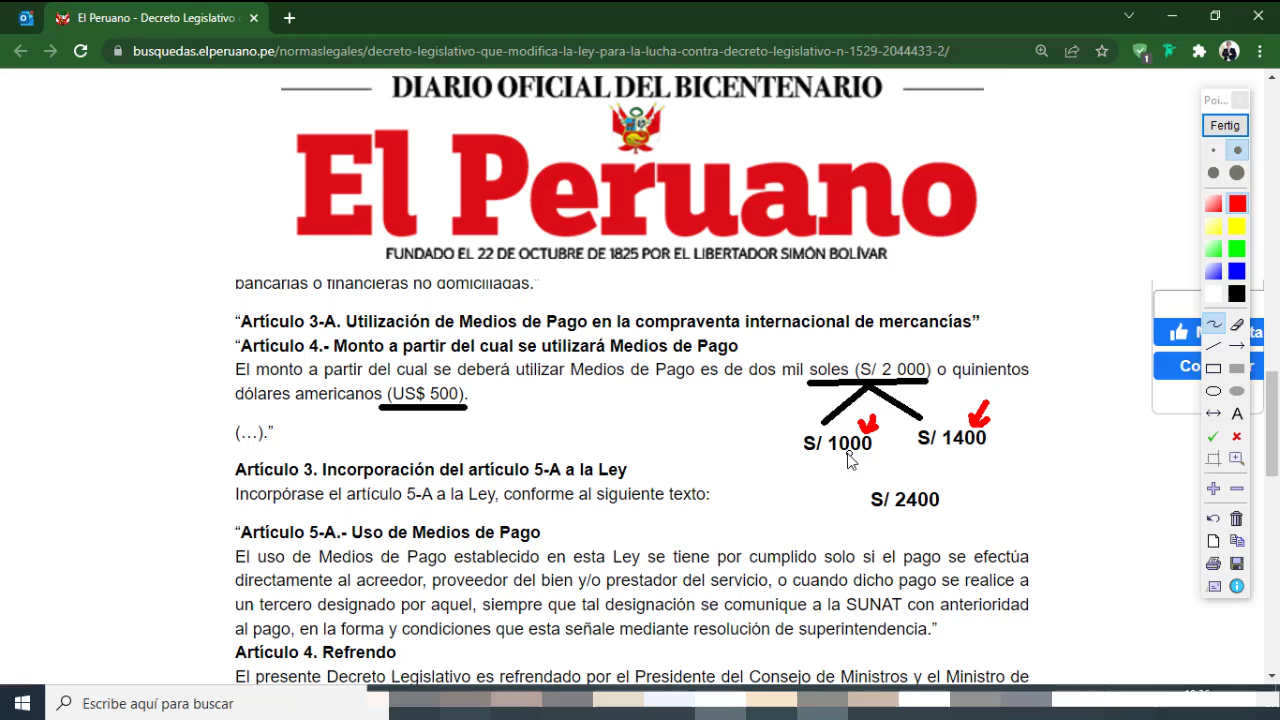 El Peruano - Decreto Legislativo
busquedas.elperuano.pe/normaslegales/decreto-legislativo-que-modifica-la-ley-para-la-lucha-contra-decreto-legislativo-n-1529-2044433-2/
DIARIO OFICIAL DEL BICENTENARIO
El Peruano
FUNDADO EL 22 DE OCTUBRE DE 1825 POR EL LIBERTADOR SIMÓN BOLÍVAR
Poi...
Fertig
bancarias o financieras no domiciliadas."
“Artículo 3-A. Utilización de Medios de Pago en la compraventa internacional de mercancías”
“Artículo 4.- Monto a partir del cual se utilizará Medios de Pago
El monto a partir del cual se deberá utilizar Medios de Pago es de dos mil soles (S/ 2 000) o quinientos
dólares americanos (US$ 500).
(…).”
S/ 1000
S/ 1400
Artículo 3. Incorporación del artículo 5-A a la Ley
Incorpórase el artículo 5-A a la Ley, conforme al siguiente texto:
S/ 2400
“Artículo 5-A.- Uso de Medios de Pago
El uso de Medios de Pago establecido en esta Ley se tiene por cumplido solo si el pago se efectúa
directamente al acreedor, proveedor del bien y/o prestador del servicio, o cuando dicho pago se realice a
un tercero designado por aquel, siempre que tal designación se comunique a la SUNAT con anterioridad
al pago, en la forma y condiciones que esta señale mediante resolución de superintendencia.”
Artículo 4. Refrendo
El presente Decreto Legislativo es refrendado por el Presidente del Consejo de Ministros y el Ministro de
Escribe aquí para buscar